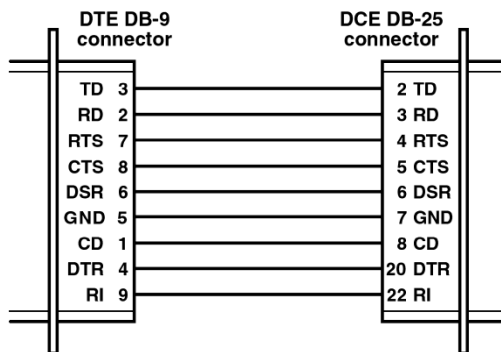 DTE DB-9
connector
DCE DB-25
connector
TD 3 2 TD
RD 2 3 RD
RTS 7 4 RTS
CTS 8 5 CTS
DSR 6 6 DSR
GND 5 7 GND
CD 1 8 CD
DTR 4 20 DTR
RI 9 22 RI